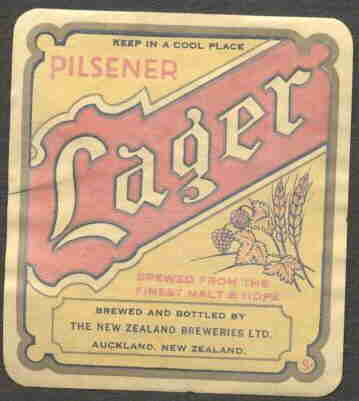 KEEP IN A COOL PLACE
PILSENER
Lager
BREWED FROM THE
FINEST MALT & HOPS
BREWED AND BOTTLED BY
THE NEW ZEALAND BREWERIES LTD.
AUCKLAND, NEW ZEALAND.